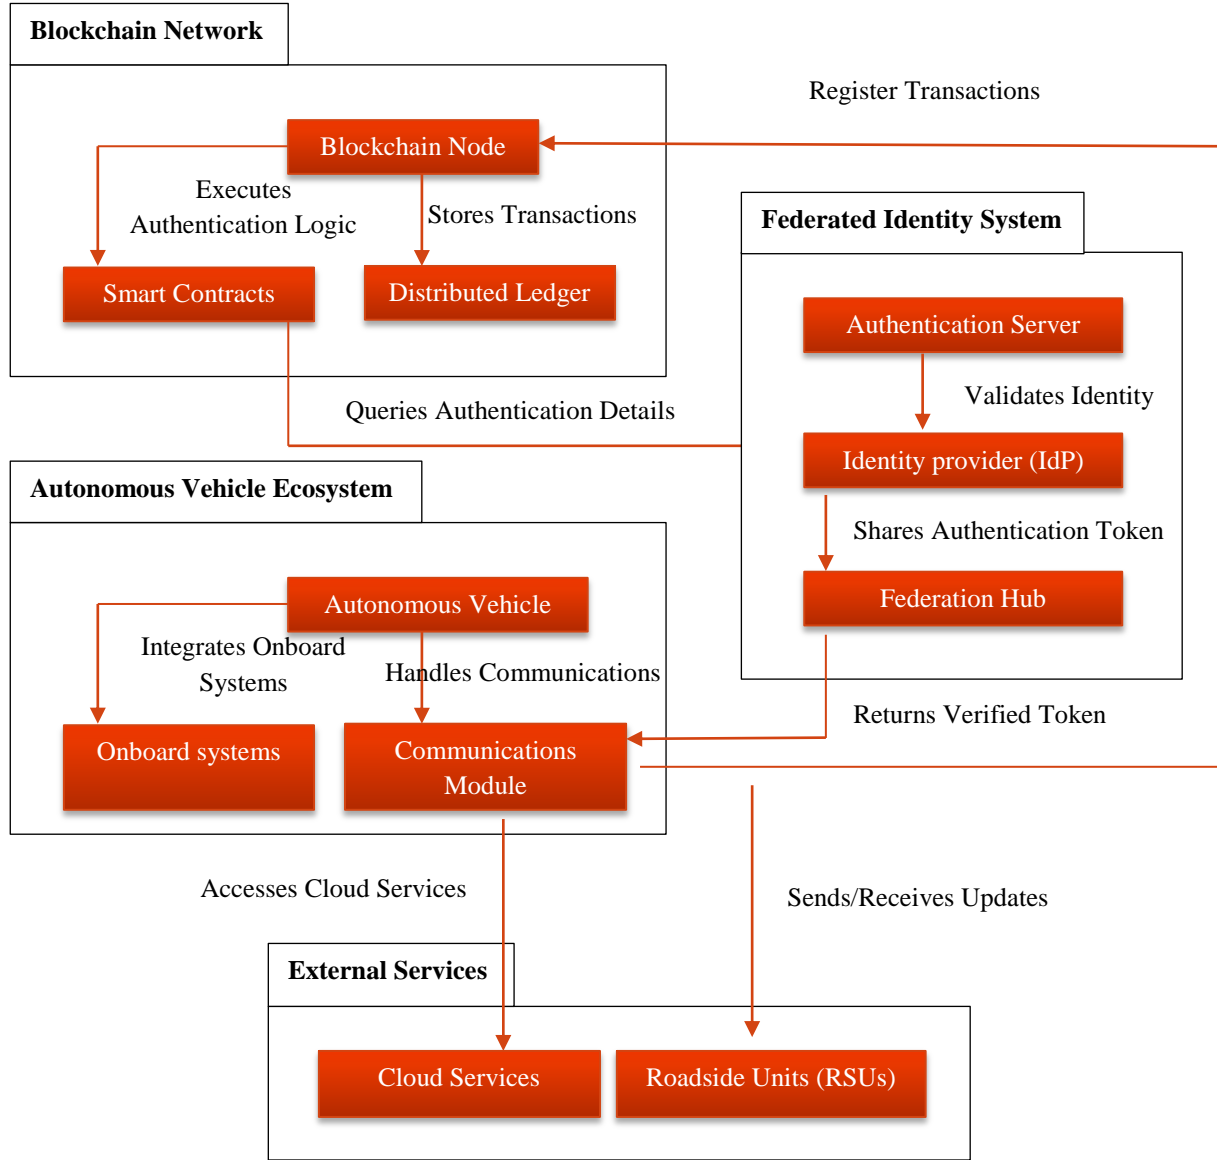 Blockchain Network
Register Transactions
Blockchain Node
Executes
Authentication Logic
Stores Transactions
Smart Contracts
Distributed Ledger
Federated Identity System
Authentication Server
Validates Identity
Queries Authentication Details
Identity provider (IdP)
Shares Authentication Token
Federation Hub
Autonomous Vehicle Ecosystem
Autonomous Vehicle
Integrates Onboard
Systems
Handles Communications
Returns Verified Token
Onboard systems
Communications
Module
Accesses Cloud Services
Sends/Receives Updates
External Services
Cloud Services
Roadside Units (RSUs)